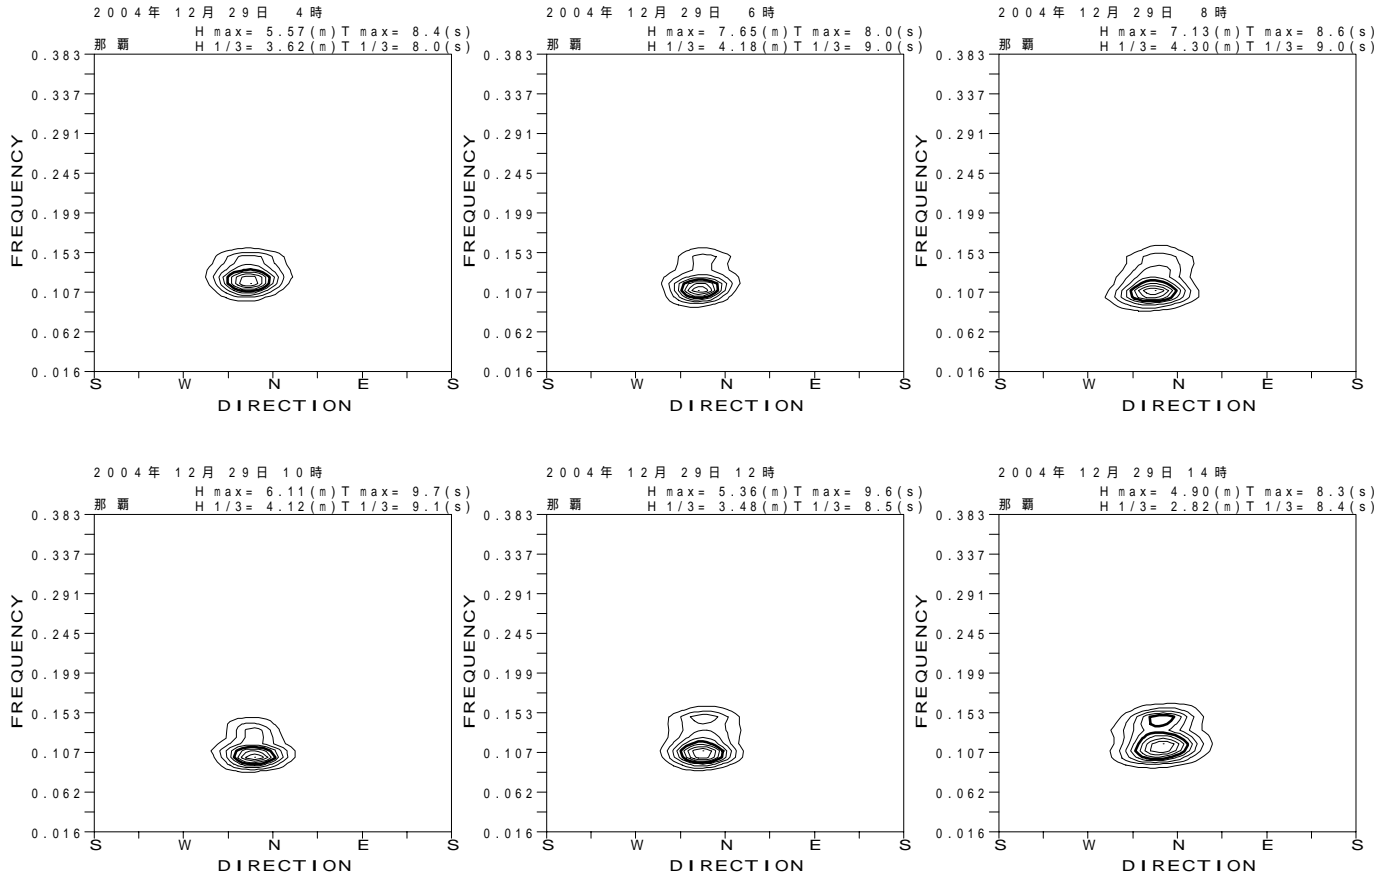 2004年 12月 29日 4時
H max= 5.57(m) T max= 8.4(s)
那覇 H 1/3= 3.62(m) T 1/3= 8.0(s)
0.383
0.337
0.291
0.245
0.199
0.153
0.107
0.062
0.016
FREQUENCY
S W N E S
DIRECTION
2004年 12月 29日 6時
H max= 7.65(m) T max= 8.0(s)
那覇 H 1/3= 4.18(m) T 1/3= 9.0(s)
0.383
0.337
0.291
0.245
0.199
0.153
0.107
0.062
0.016
FREQUENCY
S W N E S
DIRECTION
2004年 12月 29日 8時
H max= 7.13(m) T max= 8.6(s)
那覇 H 1/3= 4.30(m) T 1/3= 9.0(s)
0.383
0.337
0.291
0.245
0.199
0.153
0.107
0.062
0.016
FREQUENCY
S W N E S
DIRECTION
2004年 12月 29日 10時
H max= 6.11(m) T max= 9.7(s)
那覇 H 1/3= 4.12(m) T 1/3= 9.1(s)
0.383
0.337
0.291
0.245
0.199
0.153
0.107
0.062
0.016
FREQUENCY
S W N E S
DIRECTION
2004年 12月 29日 12時
H max= 5.36(m) T max= 9.6(s)
那覇 H 1/3= 3.48(m) T 1/3= 8.5(s)
0.383
0.337
0.291
0.245
0.199
0.153
0.107
0.062
0.016
FREQUENCY
S W N E S
DIRECTION
2004年 12月 29日 14時
H max= 4.90(m) T max= 8.3(s)
那覇 H 1/3= 2.82(m) T 1/3= 8.4(s)
0.383
0.337
0.291
0.245
0.199
0.153
0.107
0.062
0.016
FREQUENCY
S W N E S
DIRECTION